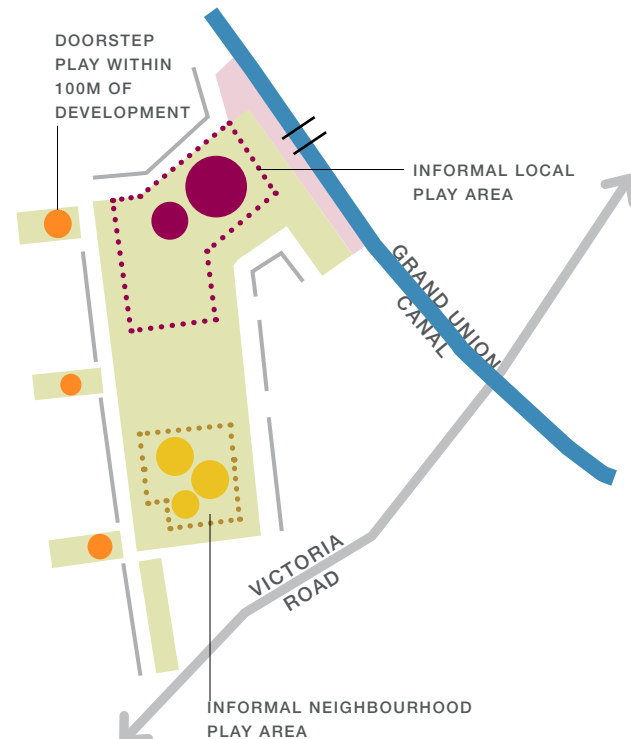 DOORSTEP
PLAY WITHIN
100M OF
DEVELOPMENT
INFORMAL LOCAL
PLAY AREA
GRAND UNION
CANAL
VICTORIA
ROAD
INFORMAL NEIGHBOURHOOD
PLAY AREA